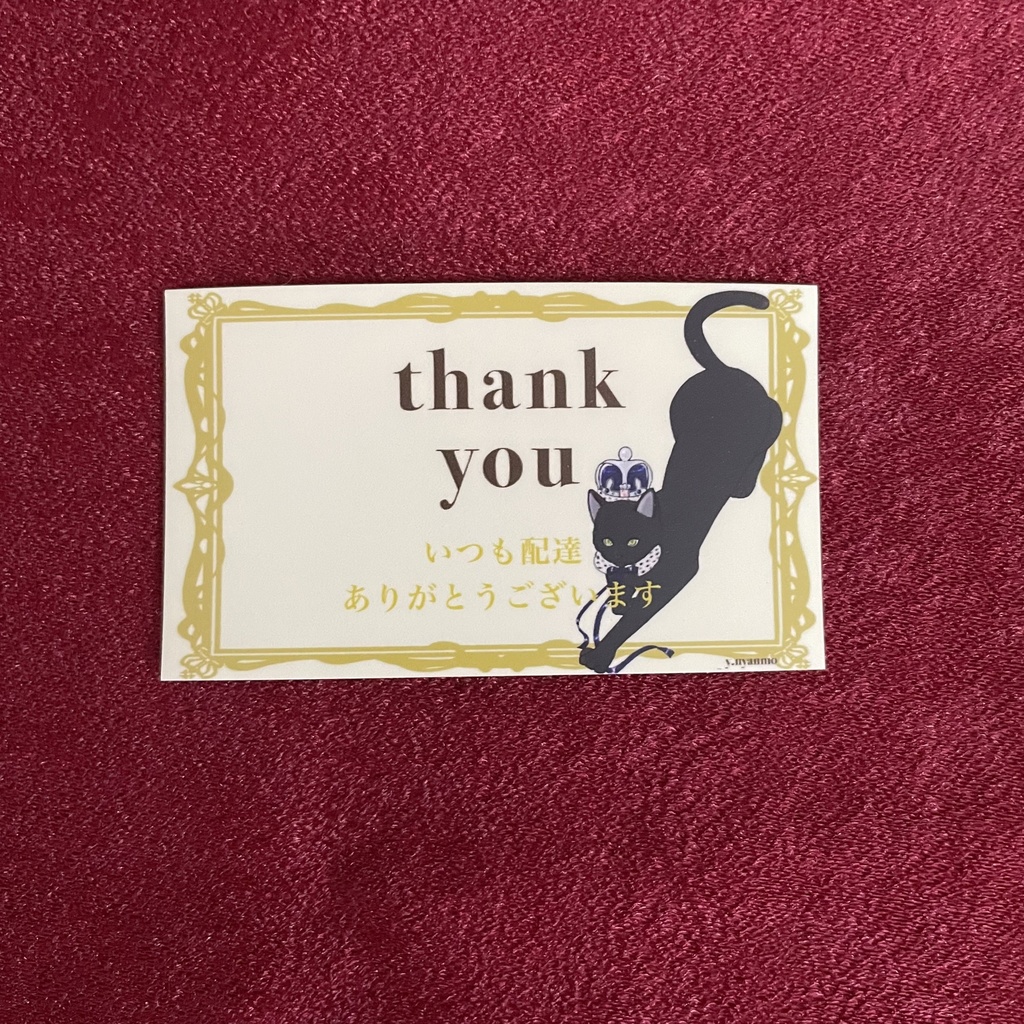 thank
you
いつも配達
ありがとうございます
y.nyanmo